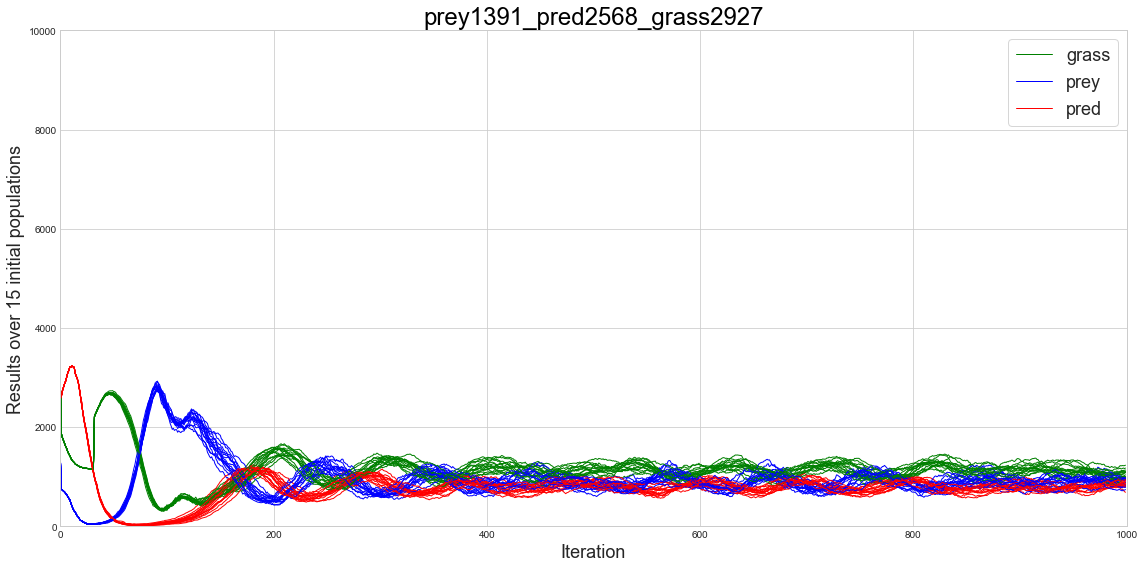 prey1391_pred2568_grass2927
10000
8000
6000
4000
2000
0
Results over 15 initial populations
grass
prey
pred
0 200 400 600 800 1000
Iteration